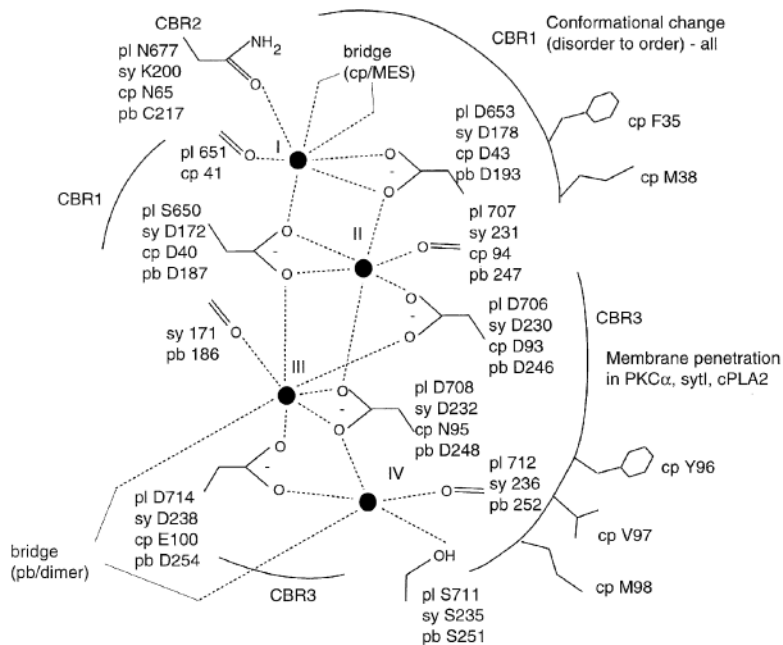 CBR2
pl N677
sy K200
cp N65
pb C217
NH2
O
bridge
(cp/MES)
CBR1
Conformational change
(disorder to order) - all
cp F35
cp M38
pl D653
sy D178
cp D43
pb D193
I
O
pl 651
cp 41
O
-
O
CBR1
pl S650
sy D172
cp D40
pb D187
O
-
O
II
O
pl 707
sy 231
cp 94
pb 247
O
-
O
pl D706
sy D230
cp D93
pb D246
CBR3
Membrane penetration
in PKCα, sytI, cPLA2
O
sy 171
pb 186
III
O
-
O
pl D708
sy D232
cp N95
pb D248
O
-
O
pl D714
sy D238
cp E100
pb D254
IV
O
pl 712
sy 236
pb 252
cp Y96
cp V97
cp M98
bridge
(pb/dimer)
CBR3
OH
pl S711
sy S235
pb S251